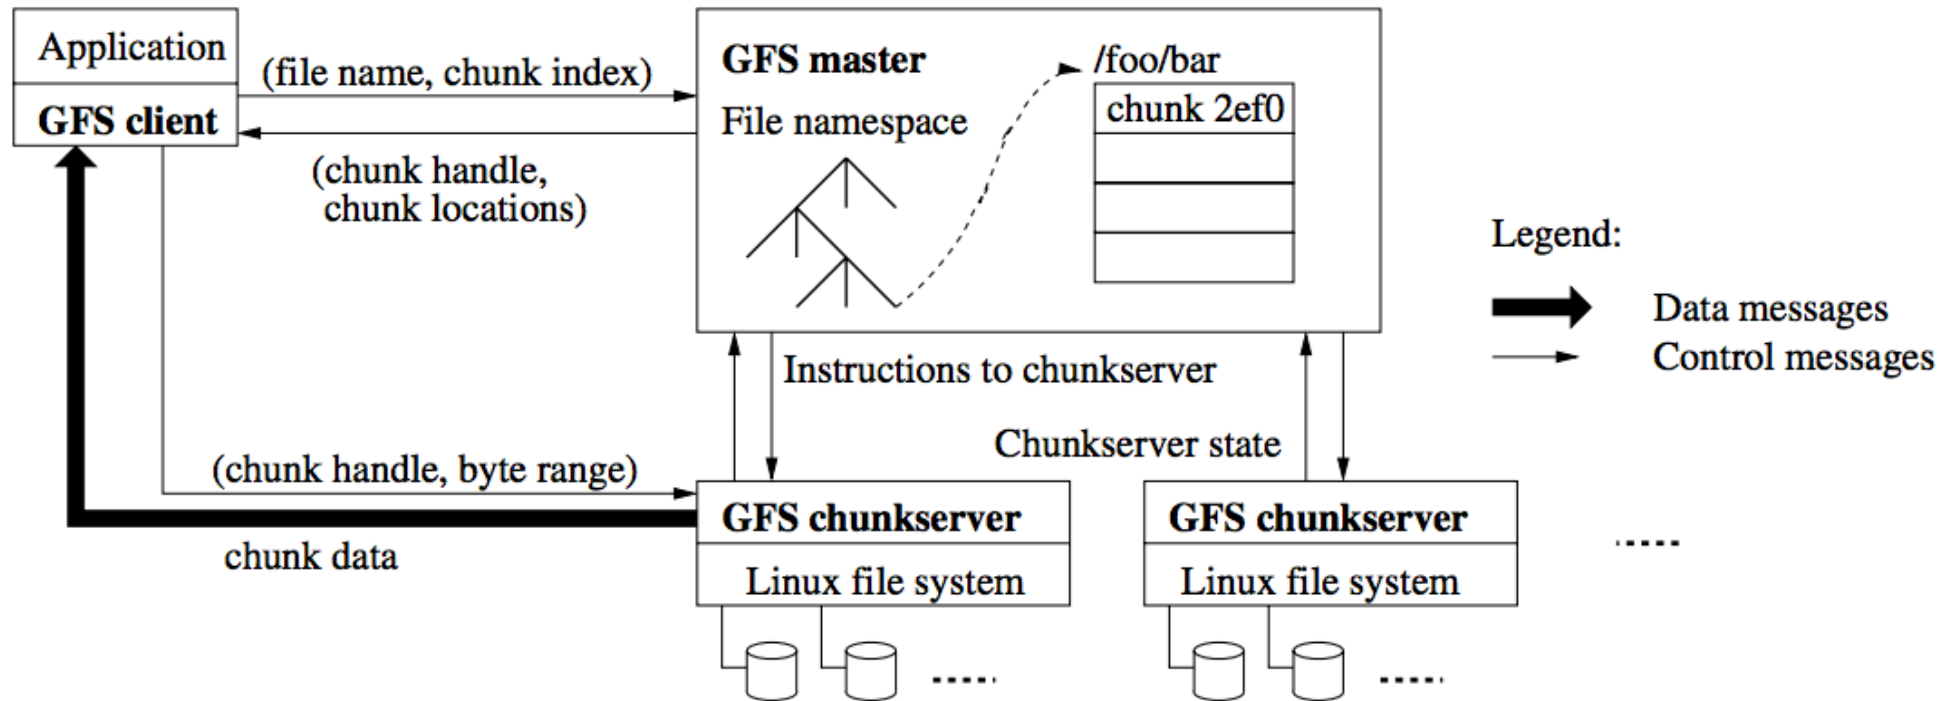 Application
GFS client
(file name, chunk index)
(chunk handle,
chunk locations)
GFS master
File namespace
/foo/bar
chunk 2ef0
Legend:
Data messages
Control messages
Instructions to chunkserver
Chunkserver state
(chunk handle, byte range)
chunk data
GFS chunkserver
Linux file system
GFS chunkserver
Linux file system